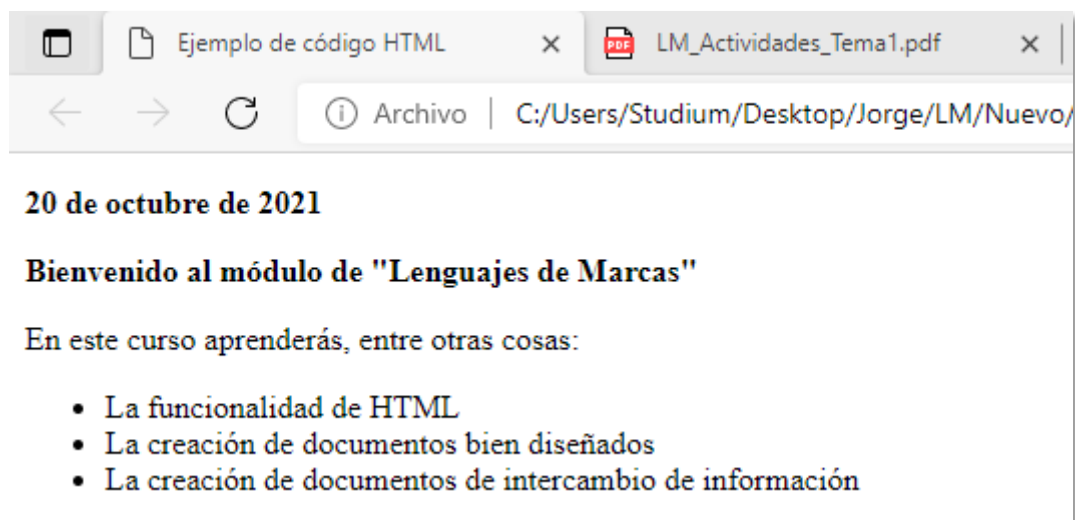 Ejemplo de código HTML
LM_Actividades_Tema1.pdf
Archivo
C:/Users/Studium/Desktop/Jorge/LM/Nuevo/
20 de octubre de 2021
Bienvenido al módulo de "Lenguajes de Marcas"
En este curso aprenderás, entre otras cosas:
La funcionalidad de HTML
La creación de documentos bien diseñados
La creación de documentos de intercambio de información